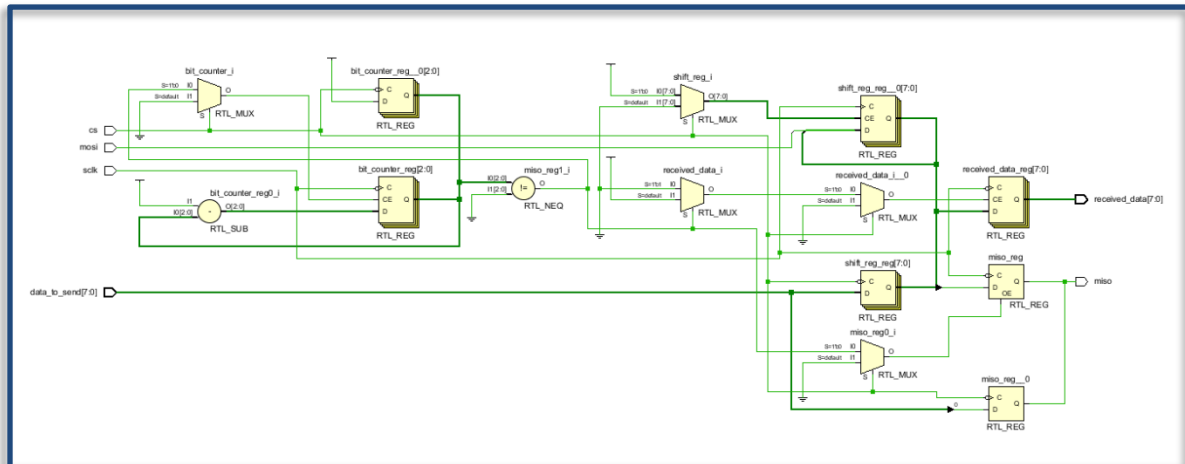 bit_counter_i
S=1'b0 I0 O
S=default I1
S RTL_MUX
bit_counter_reg__0[2:0]
C Q
D
RTL_REG
shift_reg_i
S=1'b0 I0[7:0] O[7:0]
S=default I1[7:0]
S RTL_MUX
shift_reg_reg__0[7:0]
C
CE Q
D
RTL_REG
cs
mosi
sclk
bit_counter_reg0_i
I1
I0[2:0] - O[2:0]
RTL_SUB
bit_counter_reg[2:0]
C
CE Q
D
RTL_REG
miso_reg1_i
I0[2:0] != O
I1[2:0]
RTL_NEQ
received_data_i
S=1'b0 I0 O
S=default I1
S RTL_MUX
received_data_i__0
S=1'b0 I0 O
S=default I1
S RTL_MUX
received_data_reg[7:0]
C
CE Q
D
RTL_REG
received_data[7:0]
data_to_send[7:0]
shift_reg_reg[7:0]
C Q
D
RTL_REG
miso_reg
C
D Q
OE
RTL_REG
miso
miso_reg0_i
S=1'b0 I0 O
S=default I1
S RTL_MUX
miso_reg__0
0
C Q
D
RTL_REG